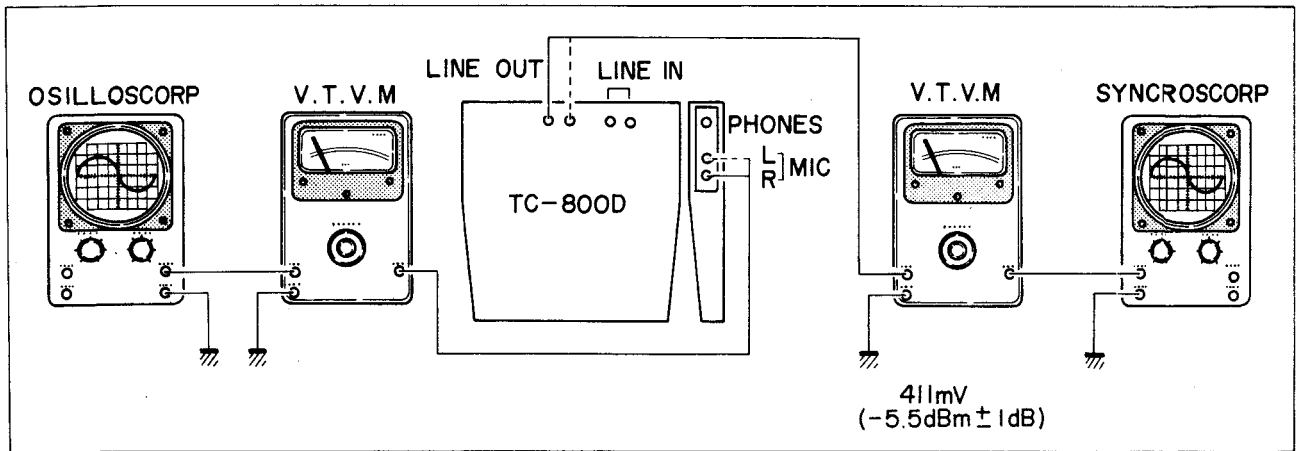 OSILLOSCORP
V.T.V.M
LINE OUT
LINE IN
TC-800D
PHONES
L
R
MIC
V.T.V.M
SYNCROSCORP
411mV
(-5.5dBm±1dB)